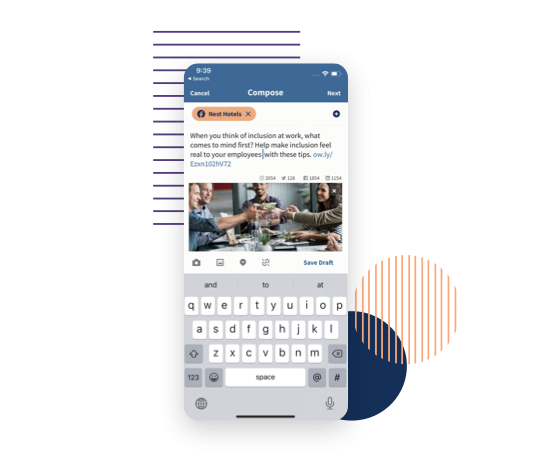 9:39
Search
Cancel Compose Next
Nest Hotels
When you think of inclusion at work, what
comes to mind first? Help make inclusion feel
real to your employees with these tips. ow.ly/
Ezxn102hV72
2054 128 1854 1154
Save Draft
and to at
q w e r t y u i o p
a s d f g h j k l
z x c v b n m
123 space @ #